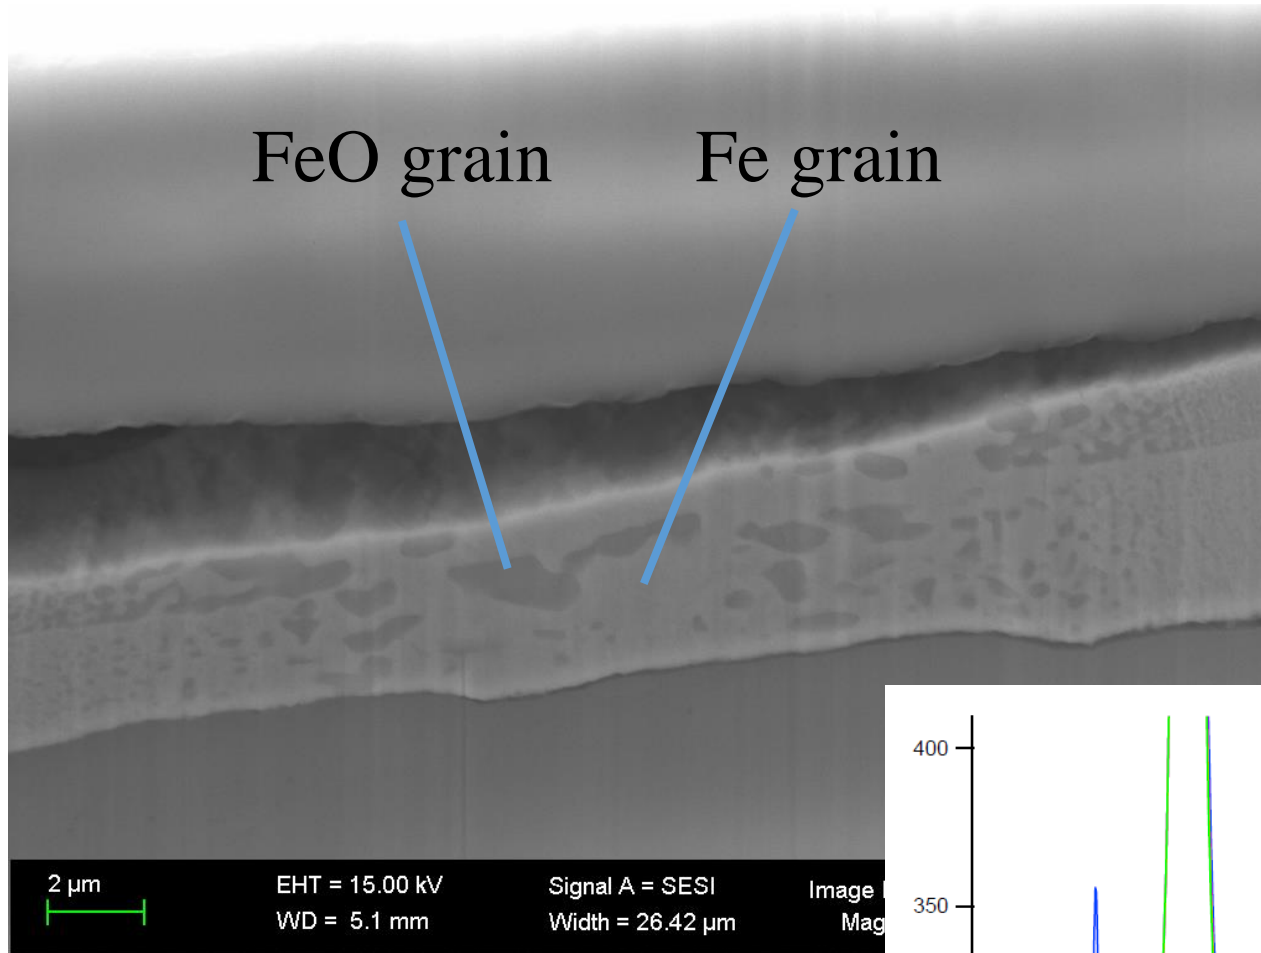 FeO grain Fe grain
2 µm EHT = 15.00 kV Signal A = SESI Image
WD = 5.1 mm Width = 26.42 µm Mag
400
350